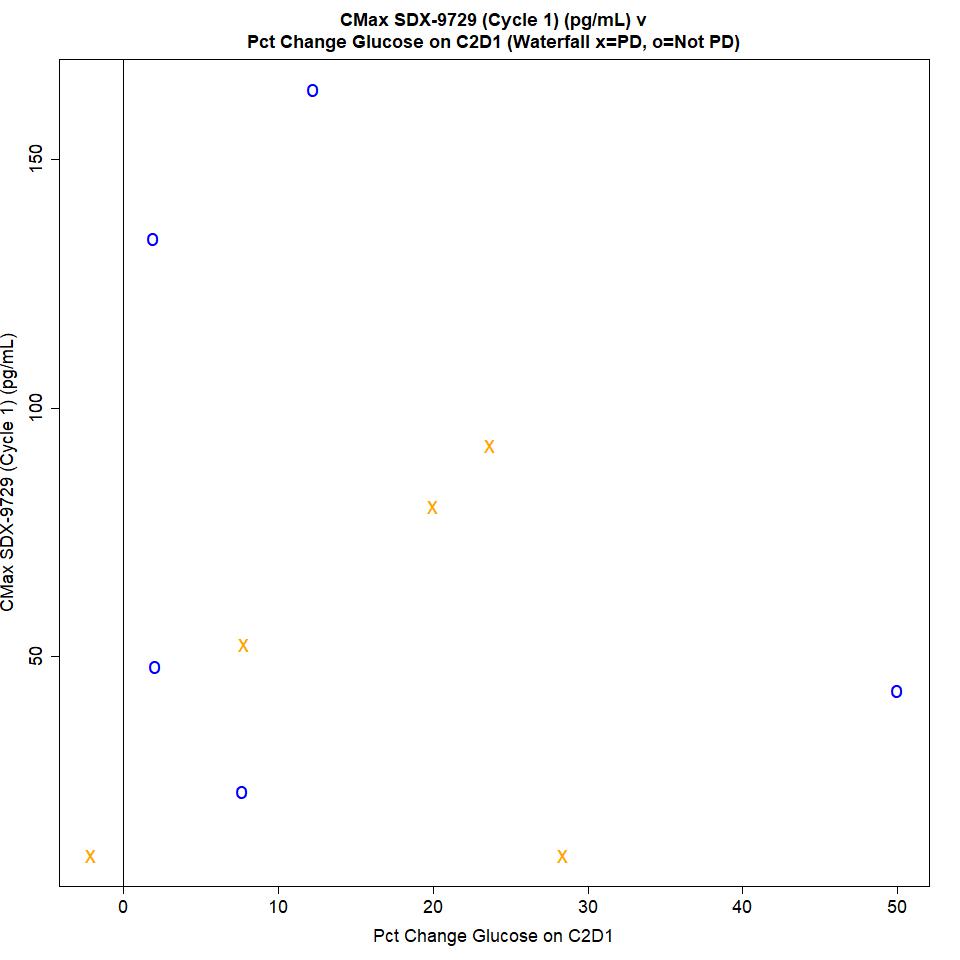 CMax SDX-9729 (Cycle 1) (pg/mL) v
Pct Change Glucose on C2D1 (Waterfall x=PD, o=Not PD)
CMax SDX-9729 (Cycle 1) (pg/mL)
150
100
50
O
O
X
X
X
O
O
O
X
X
0 10 20 30 40 50
Pct Change Glucose on C2D1